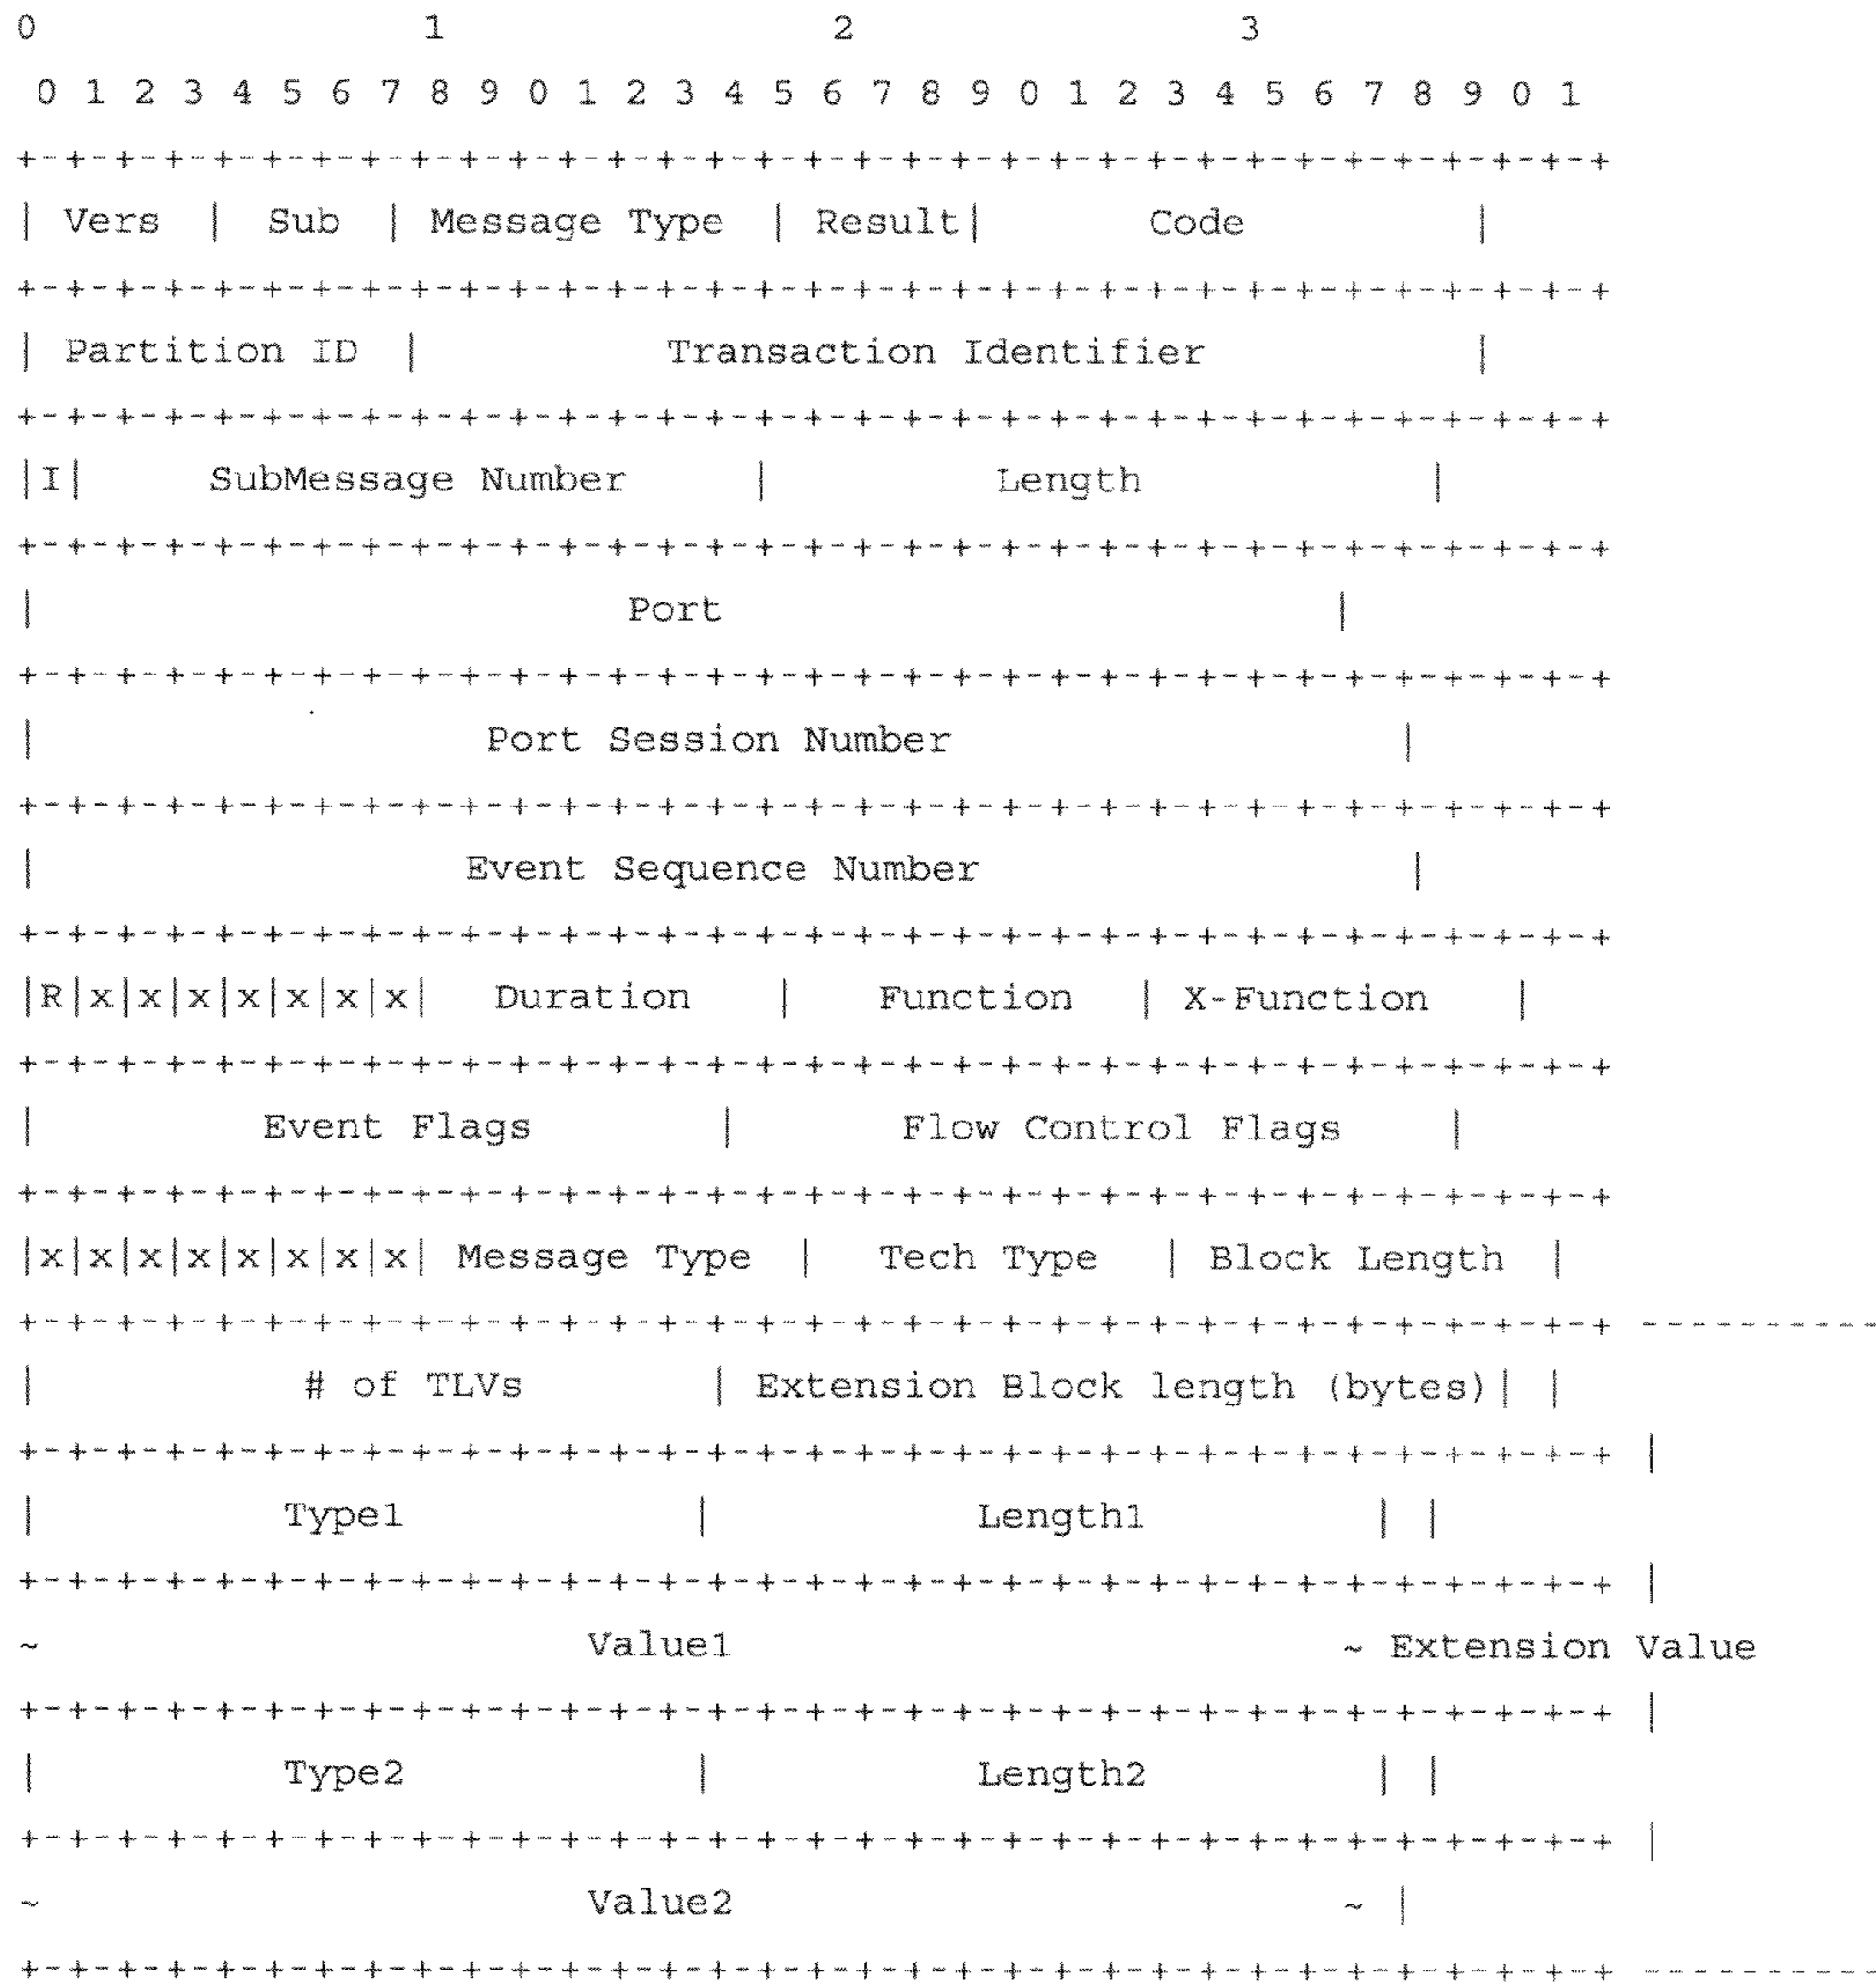 0                   1                   2                   3
 0 1 2 3 4 5 6 7 8 9 0 1 2 3 4 5 6 7 8 9 0 1 2 3 4 5 6 7 8 9 0 1
+-+-+-+-+-+-+-+-+-+-+-+-+-+-+-+-+-+-+-+-+-+-+-+-+-+-+-+-+-+-+-+-+
| Vers  |  Sub  | Message Type  | Result|       Code          |
+-+-+-+-+-+-+-+-+-+-+-+-+-+-+-+-+-+-+-+-+-+-+-+-+-+-+-+-+-+-+-+-+
| Partition ID  |           Transaction Identifier            |
+-+-+-+-+-+-+-+-+-+-+-+-+-+-+-+-+-+-+-+-+-+-+-+-+-+-+-+-+-+-+-+-+
|I|     SubMessage Number     |         Length            |
+-+-+-+-+-+-+-+-+-+-+-+-+-+-+-+-+-+-+-+-+-+-+-+-+-+-+-+-+-+-+-+-+
|                        Port                         |
+-+-+-+-+-+-+-+-+-+-+-+-+-+-+-+-+-+-+-+-+-+-+-+-+-+-+-+-+-+-+-+-+
|                  Port Session Number                  |
+-+-+-+-+-+-+-+-+-+-+-+-+-+-+-+-+-+-+-+-+-+-+-+-+-+-+-+-+-+-+-+-+
|                 Event Sequence Number                 |
+-+-+-+-+-+-+-+-+-+-+-+-+-+-+-+-+-+-+-+-+-+-+-+-+-+-+-+-+-+-+-+-+
|R|x|x|x|x|x|x|x|   Duration    |   Function   | X-Function    |
+-+-+-+-+-+-+-+-+-+-+-+-+-+-+-+-+-+-+-+-+-+-+-+-+-+-+-+-+-+-+-+-+
|         Event Flags        |       Flow Control Flags     |
+-+-+-+-+-+-+-+-+-+-+-+-+-+-+-+-+-+-+-+-+-+-+-+-+-+-+-+-+-+-+-+-+
|x|x|x|x|x|x|x|x| Message Type  |   Tech Type   | Block Length  |
+-+-+-+-+-+-+-+-+-+-+-+-+-+-+-+-+-+-+-+-+-+-+-+-+-+-+-+-+-+-+-+-+ ----------
|           # of TLVs        | Extension Block length (bytes)| |
+-+-+-+-+-+-+-+-+-+-+-+-+-+-+-+-+-+-+-+-+-+-+-+-+-+-+-+-+-+-+-+-+ |
|          Type1            |           Length1         | |
+-+-+-+-+-+-+-+-+-+-+-+-+-+-+-+-+-+-+-+-+-+-+-+-+-+-+-+-+-+-+-+-+ |
~                      Value1                         ~ Extension Value
+-+-+-+-+-+-+-+-+-+-+-+-+-+-+-+-+-+-+-+-+-+-+-+-+-+-+-+-+-+-+-+-+ |
|          Type2            |           Length2         | |
+-+-+-+-+-+-+-+-+-+-+-+-+-+-+-+-+-+-+-+-+-+-+-+-+-+-+-+-+-+-+-+-+ |
~                      Value2                         ~ |
+-+-+-+-+-+-+-+-+-+-+-+-+-+-+-+-+-+-+-+-+-+-+-+-+-+-+-+-+-+-+-+-+ ----------